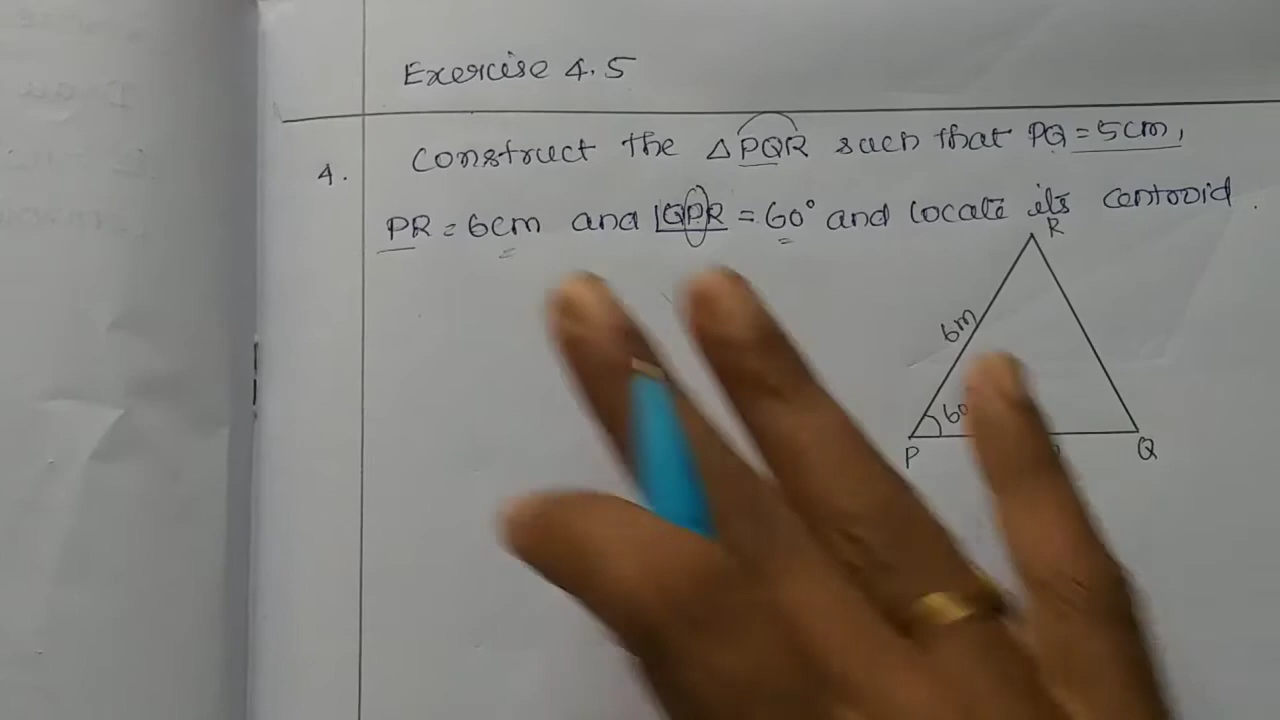 Exercise 4.5
4. Construct the △PQR such that PQ = 5cm,
PR = 6cm and ∠QPR = 60° and locate its centroid.
R
6m
60
P
Q